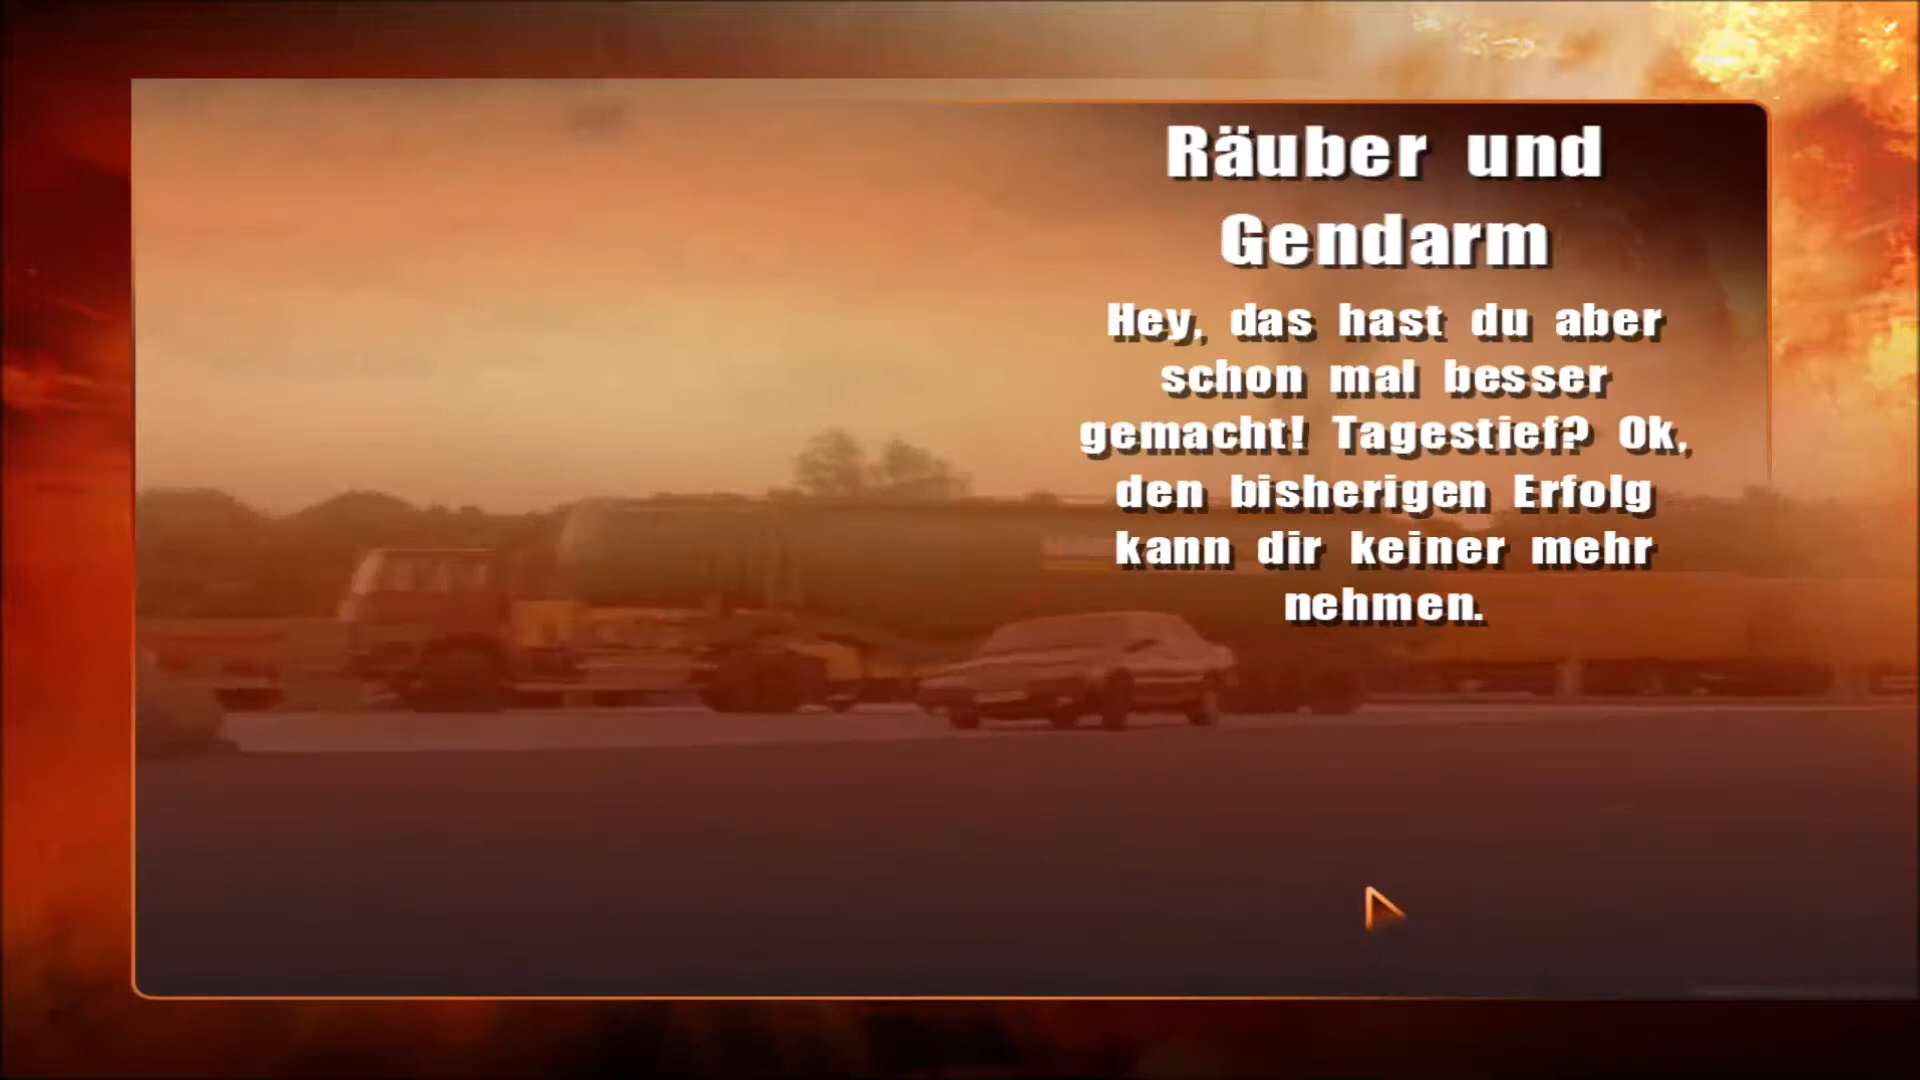 Räuber und
Gendarm
Hey, das hast du aber
schon mal besser
gemacht! Tagestief? Ok,
den bisherigen Erfolg
kann dir keiner mehr
nehmen.